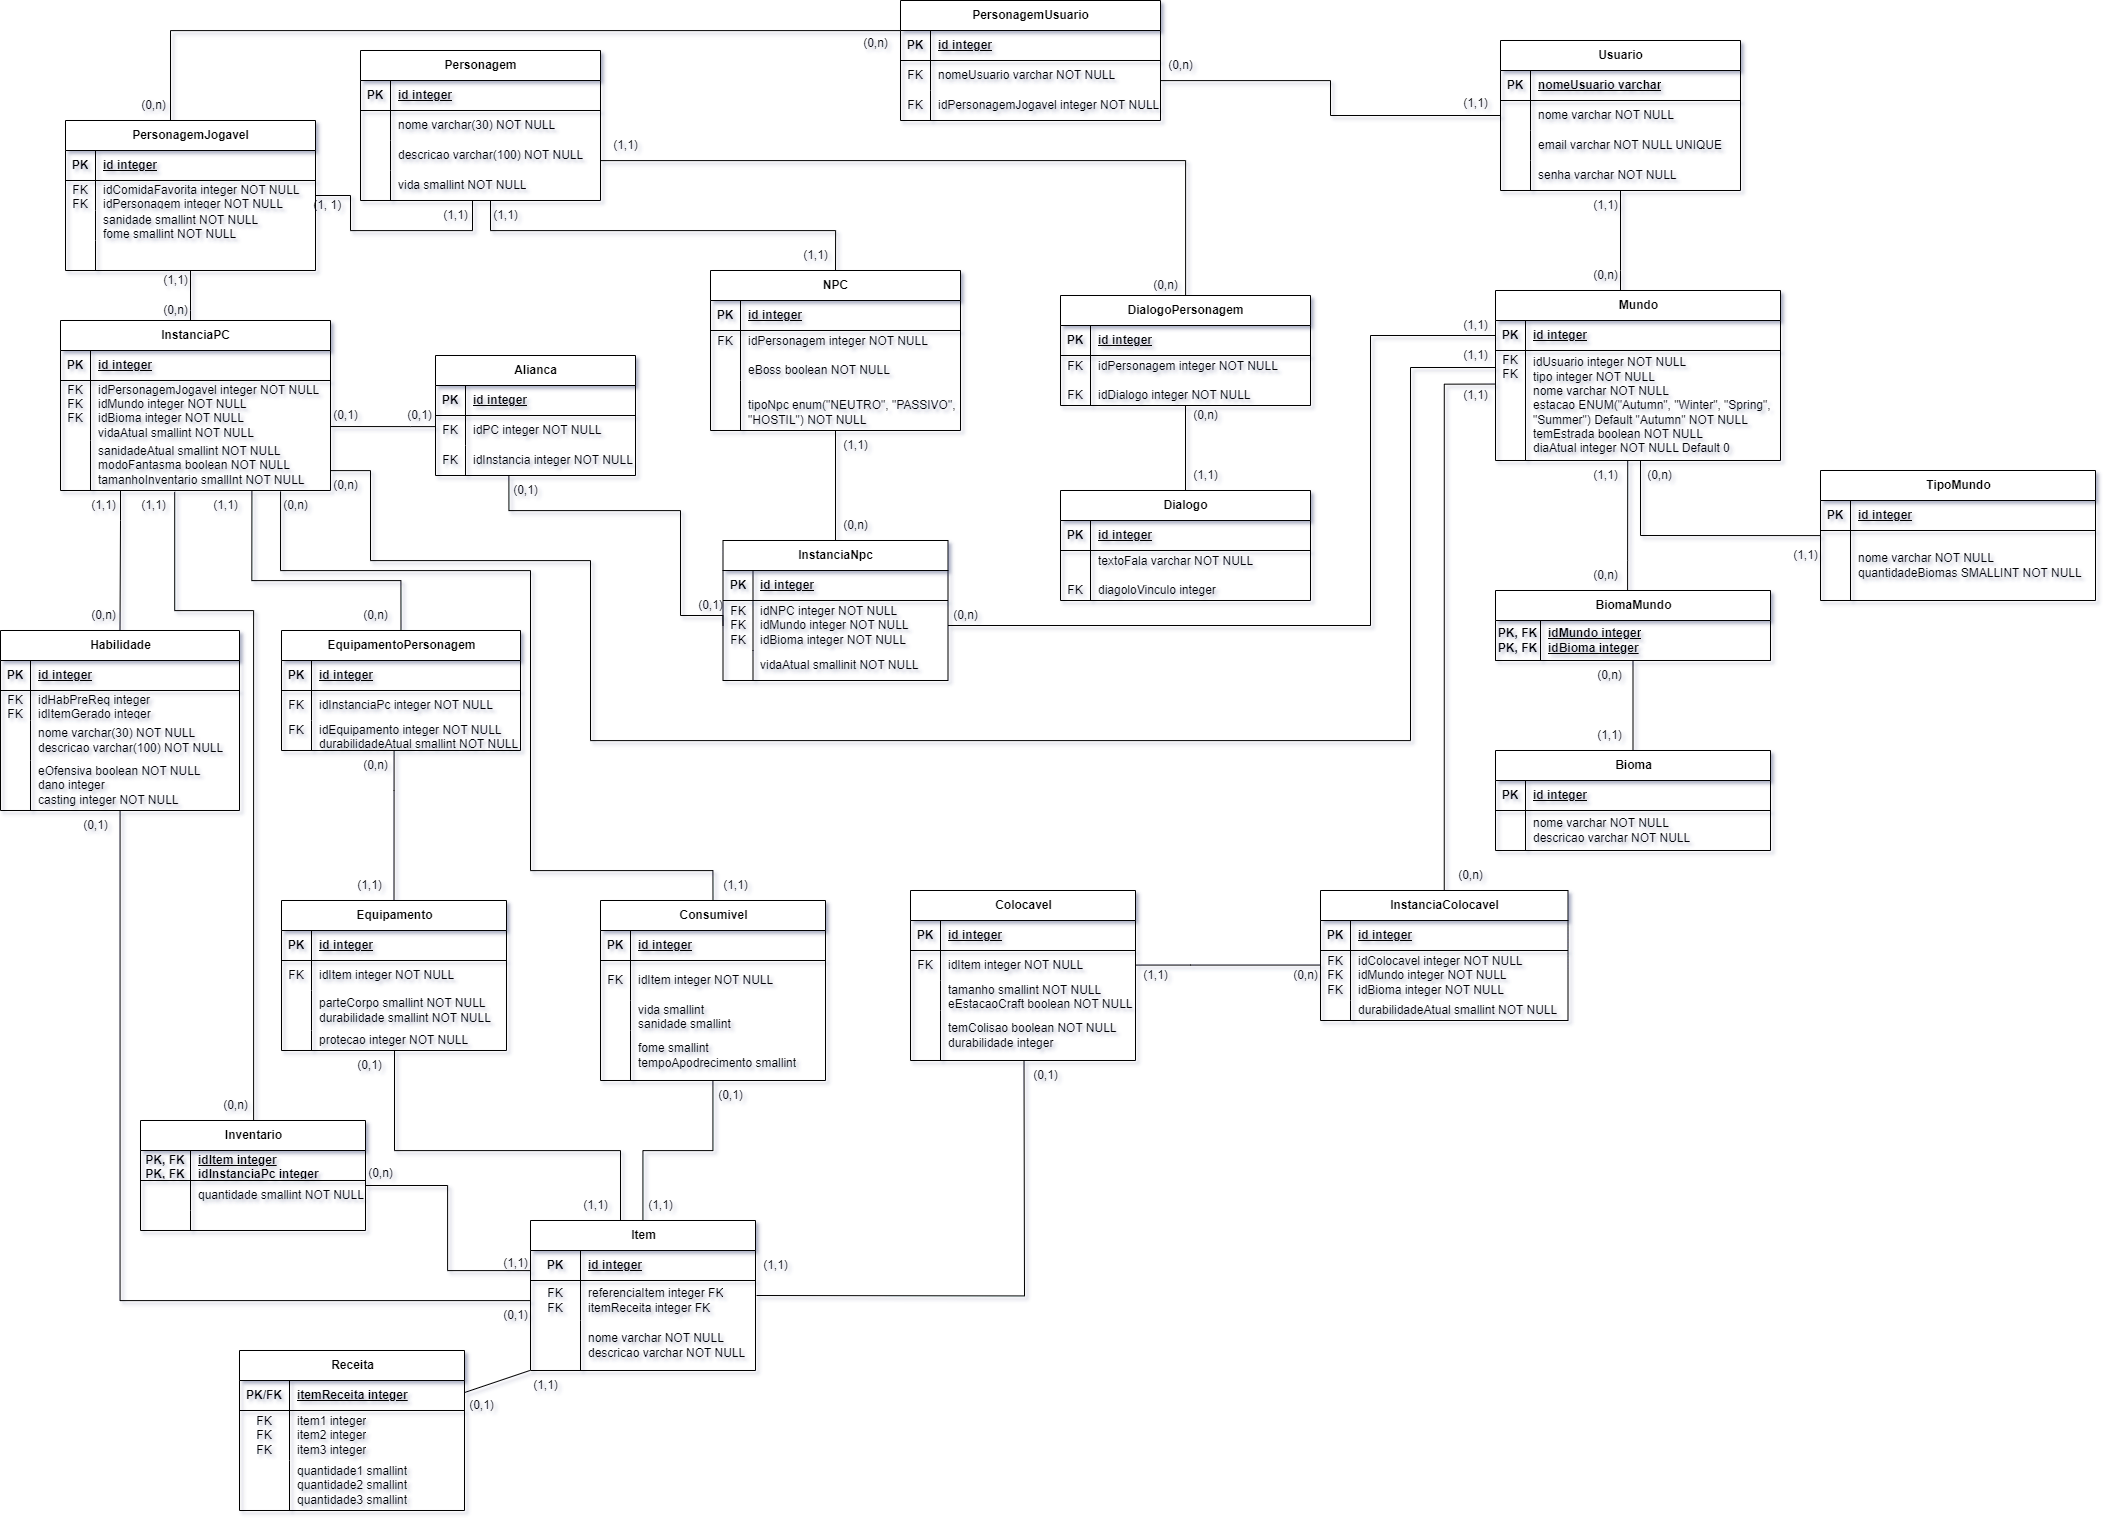 PersonagemUsuario
PK id integer
FK nomeUsuario varchar NOT NULL
FK idPersonagemJogavel integer NOT NULL
(0,n)
(0,n)
(0,n)
(1,1)
Usuario
PK nomeUsuario varchar
nome varchar NOT NULL
email varchar NOT NULL UNIQUE
senha varchar NOT NULL
(1,1)
(0,n)
Personagem
PK id integer
nome varchar(30) NOT NULL
descricao varchar(100) NOT NULL
vida smallint NOT NULL
(1,1)
(1,1)
(1,1)
PersonagemJogavel
PK id integer
FK idComidaFavorita integer NOT NULL
FK idPersonagem integer NOT NULL
sanidade smallint NOT NULL
fome smallint NOT NULL
(1, 1)
(1,1)
(0,n)
(1,1)
NPC
PK id integer
FK idPersonagem integer NOT NULL
eBoss boolean NOT NULL
tipoNpc enum("NEUTRO", "PASSIVO",
"HOSTIL") NOT NULL
(1,1)
(0,n)
(0,n)
DialogoPersonagem
PK id integer
FK idPersonagem integer NOT NULL
FK idDialogo integer NOT NULL
(0,n)
(1,1)
Dialogo
PK id integer
textoFala varchar NOT NULL
FK diagoloVinculo integer
Mundo
PK id integer
FK idUsuario integer NOT NULL
FK tipo integer NOT NULL
nome varchar NOT NULL
estacao ENUM("Autumn", "Winter", "Spring",
"Summer") Default "Autumn" NOT NULL
temEstrada boolean NOT NULL
diaAtual integer NOT NULL Default 0
(1,1)
(1,1)
(1,1)
(1,1)
(0,n)
TipoMundo
PK id integer
nome varchar NOT NULL
quantidadeBiomas SMALLINT NOT NULL
(1,1)
(0,n)
BiomaMundo
PK, FK idMundo integer
PK, FK idBioma integer
(0,n)
(1,1)
Bioma
PK id integer
nome varchar NOT NULL
descricao varchar NOT NULL
InstanciaPC
PK id integer
FK idPersonagemJogavel integer NOT NULL
FK idMundo integer NOT NULL
FK idBioma integer NOT NULL
vidaAtual smallint NOT NULL
sanidadeAtual smallint NOT NULL
modoFantasma boolean NOT NULL
tamanhoInventario smallInt NOT NULL
(0,1)
(0,1)
(0,n)
(1,1)
(1,1)
(1,1)
(0,n)
Alianca
PK id integer
FK idPC integer NOT NULL
FK idInstancia integer NOT NULL
(0,1)
(0,1)
InstanciaNpc
PK id integer
FK idNPC integer NOT NULL
FK idMundo integer NOT NULL
FK idBioma integer NOT NULL
vidaAtual smallinit NOT NULL
(0,n)
(0,n)
Habilidade
PK id integer
FK idHabPreReq integer
FK idItemGerado integer
nome varchar(30) NOT NULL
descricao varchar(100) NOT NULL
eOfensiva boolean NOT NULL
dano integer
casting integer NOT NULL
(0,1)
(0,n)
EquipamentoPersonagem
PK id integer
FK idInstanciaPc integer NOT NULL
FK idEquipamento integer NOT NULL
durabilidadeAtual smallint NOT NULL
(0,n)
(1,1)
Equipamento
PK id integer
FK idItem integer NOT NULL
parteCorpo smallint NOT NULL
durabilidade smallint NOT NULL
protecao integer NOT NULL
(0,1)
(1,1)
Consumivel
PK id integer
FK idItem integer NOT NULL
vida smallint
sanidade smallint
fome smallint
tempoApodrecimento smallint
(0,1)
Colocavel
PK id integer
FK idItem integer NOT NULL
tamanho smallint NOT NULL
eEstacaoCraft boolean NOT NULL
temColisao boolean NOT NULL
durabilidade integer
(1,1)
(0,n)
(0,1)
(0,n)
InstanciaColocavel
PK id integer
FK idColocavel integer NOT NULL
FK idMundo integer NOT NULL
FK idBioma integer NOT NULL
durabilidadeAtual smallint NOT NULL
(0,n)
Inventario
PK, FK idItem integer
PK, FK idInstanciaPc integer
quantidade smallint NOT NULL
(0,n)
(1,1)
(1,1)
(1,1)
(1,1)
(0,1)
Item
PK id integer
FK referenciaItem integer FK
FK itemReceita integer FK
nome varchar NOT NULL
descricao varchar NOT NULL
(1,1)
(0,1)
Receita
PK/FK itemReceita integer
FK item1 integer
FK item2 integer
FK item3 integer
quantidade1 smallint
quantidade2 smallint
quantidade3 smallint